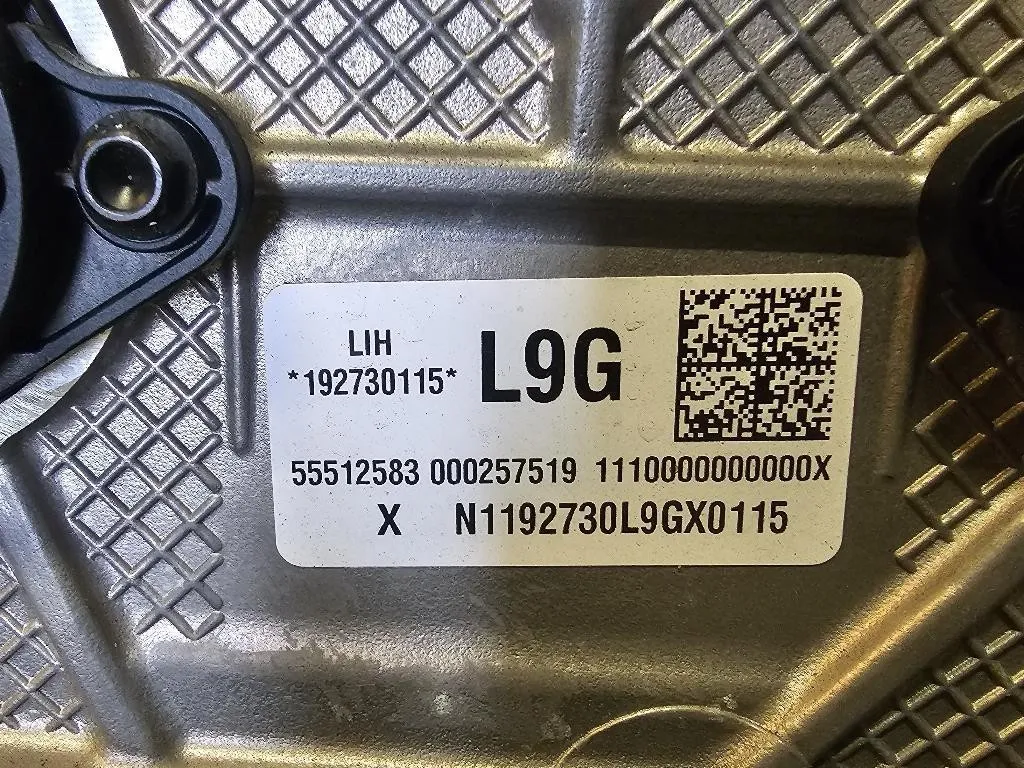 LIH
*192730115*
L9G
55512583 000257519 1110000000000X
X N1192730L9GX0115